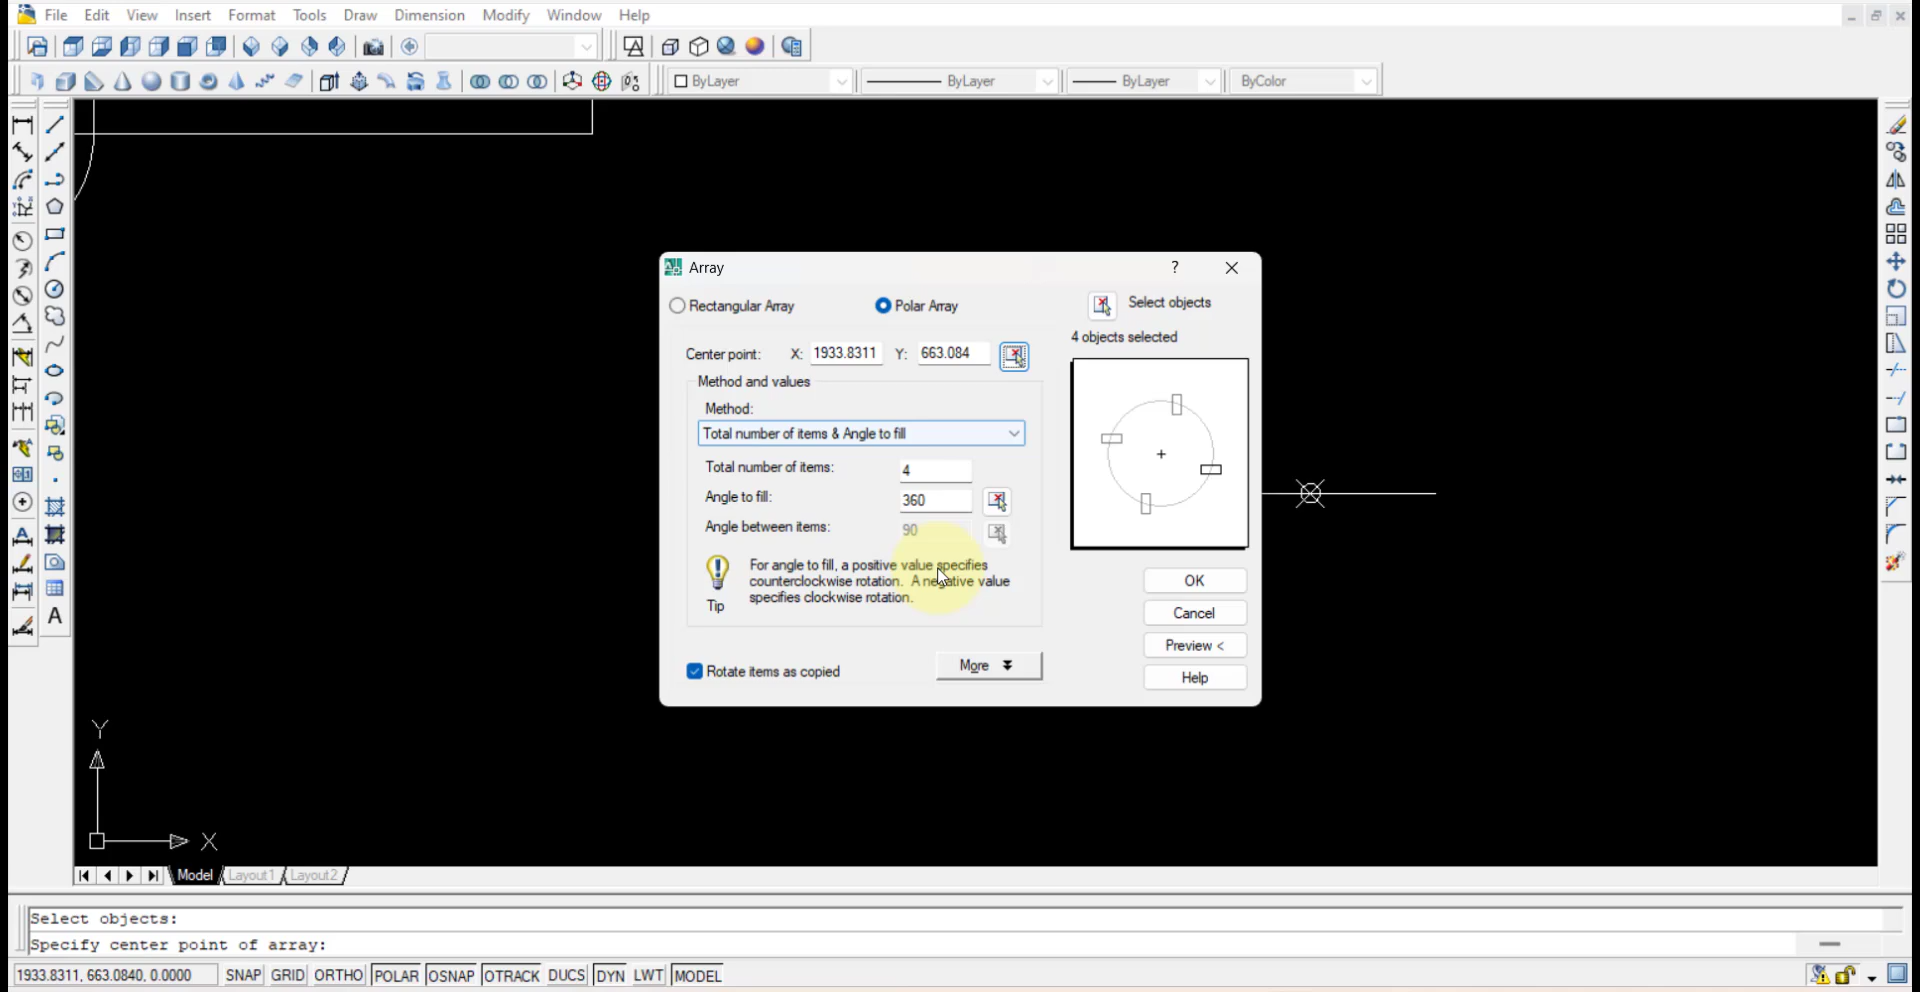 File Edit View Insert Format Tools Draw Dimension Modify Window Help
ByLayer ByLayer ByLayer ByColor
Array
Rectangular Array Polar Array Select objects
4 objects selected
Center point: X: 1933.8311 Y: 663.084
Method and values
Method:
Total number of items & Angle to fill
Total number of items: 4
Angle to fill: 360
Angle between items: 90
For angle to fill, a positive value specifies
counterclockwise rotation. A negative value
specifies clockwise rotation.
Tip
OK
Cancel
Preview <
Help
Rotate items as copied More
Y
X
Model Layout1 Layout2
Select objects:
Specify center point of array:
1933.8311, 663.0840, 0.0000 SNAP GRID ORTHO POLAR OSNAP OTRACK DUCS DYN LWT MODEL